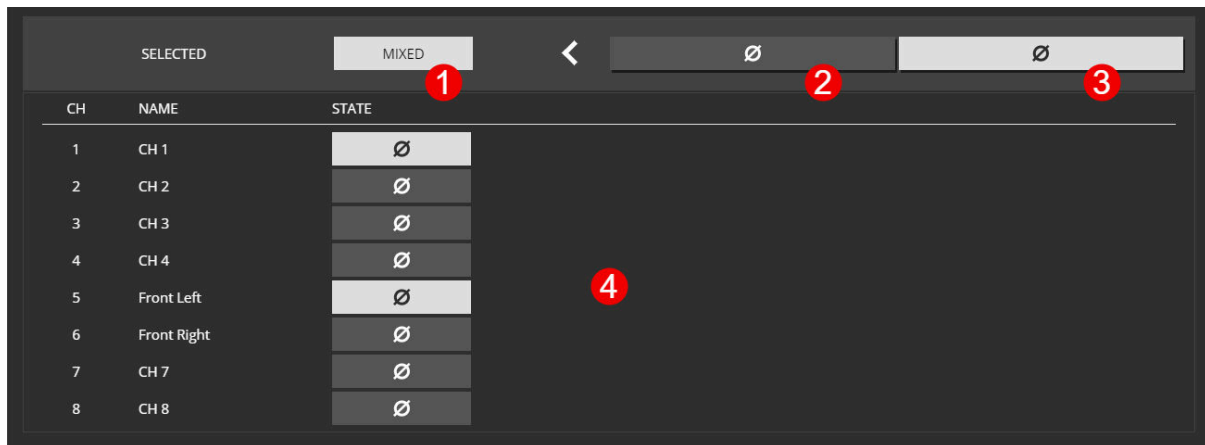 SELECTED MIXED < Ø Ø
1 2 3
CH NAME STATE
1 CH 1 Ø
2 CH 2 Ø
3 CH 3 Ø
4 CH 4 Ø
4
5 Front Left Ø
6 Front Right Ø
7 CH 7 Ø
8 CH 8 Ø